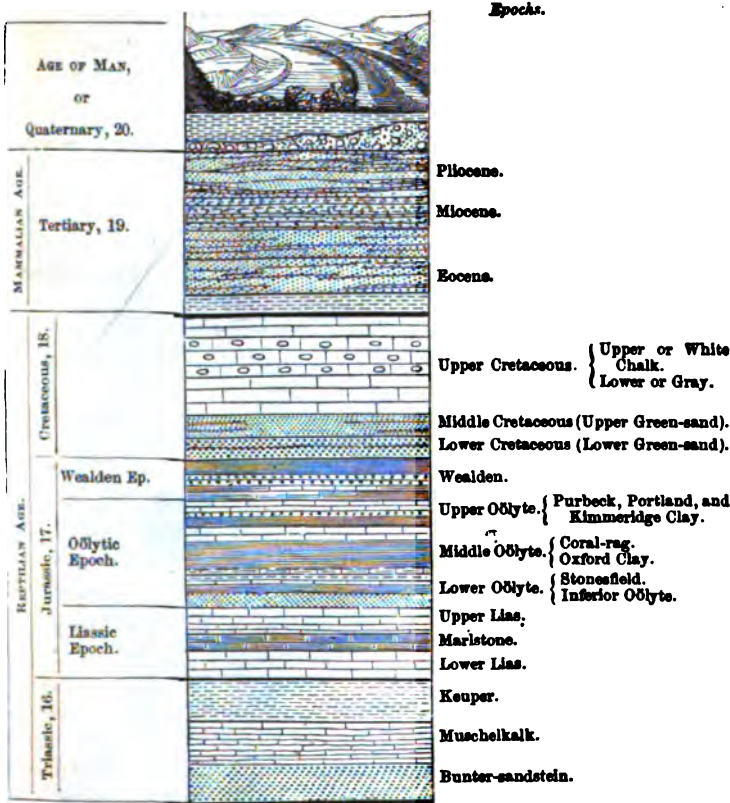 Epochs.
AGE OF MAN,
or
Quaternary, 20.
MAMMALIAN AGE.
Tertiary, 19.
Pliocene.
Miocene.
Eocene.
REPTILIAN AGE.
Cretaceous, 18.
Upper Cretaceous. { Upper or White
Chalk.
Lower or Gray.
Middle Cretaceous (Upper Green-sand).
Lower Cretaceous (Lower Green-sand).
Jurassic, 17.
Wealden Ep.
Wealden.
Oölytic
Epoch.
Upper Oölyte. { Purbeck, Portland, and
Kimmeridge Clay.
Middle Oölyte. { Coral-rag.
Oxford Clay.
Lower Oölyte. { Stonesfield.
Inferior Oölyte.
Liassic
Epoch.
Upper Lias.
Marlstone.
Lower Lias.
Triassic, 16.
Keuper.
Muschelkalk.
Bunter-sandstein.